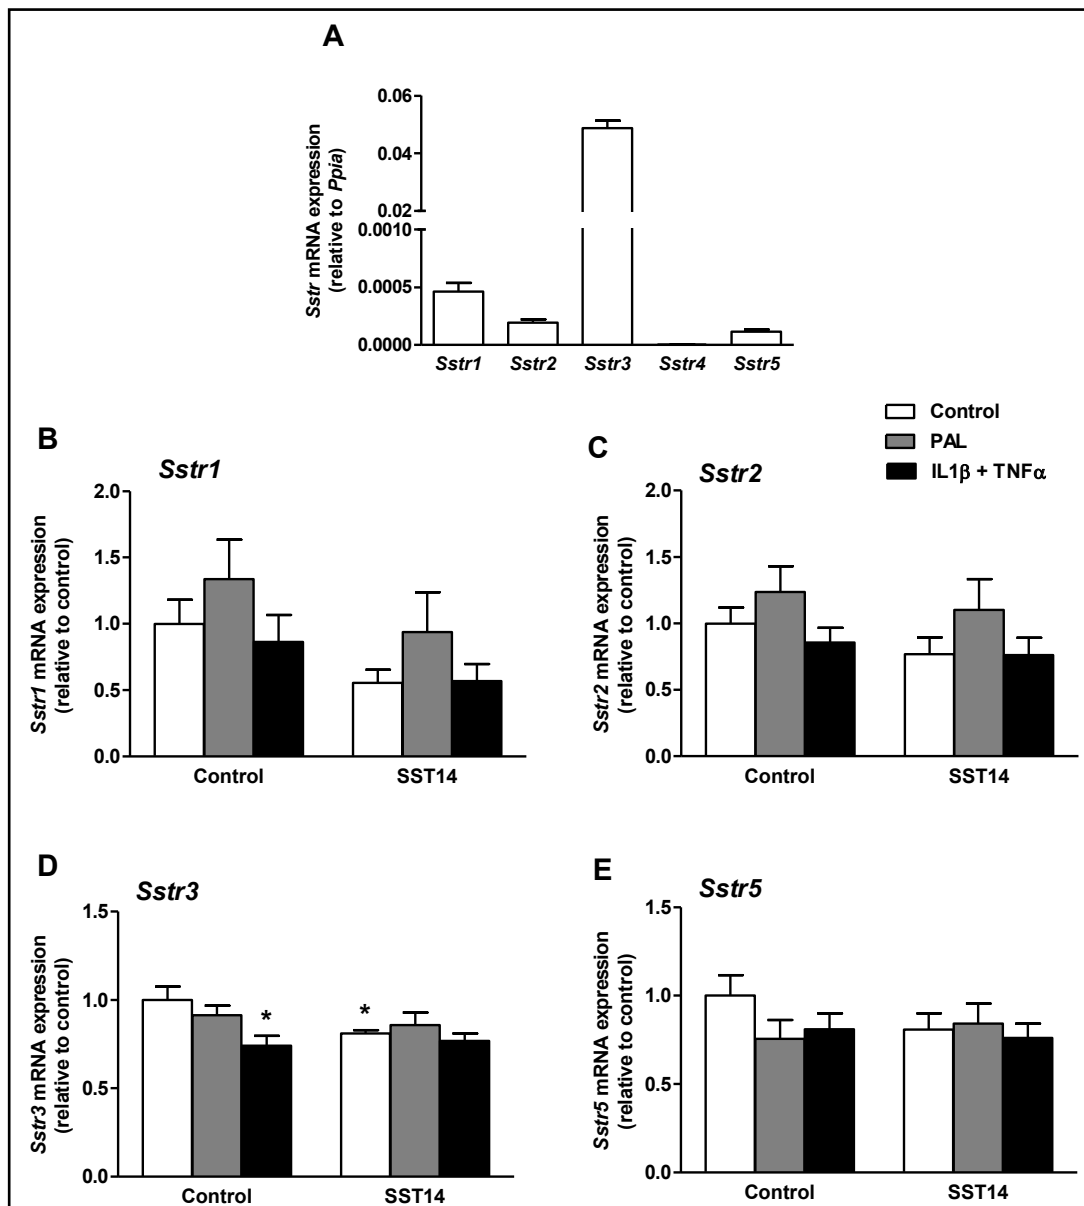 A
Sstr mRNA expression
(relative to Ppia)
0.06
0.04
0.02
0.0010
0.0005
0.0000
Sstr1 Sstr2 Sstr3 Sstr4 Sstr5
Control
PAL
IL1β + TNFα
B
Sstr1
Sstr1 mRNA expression
(relative to control)
2.0
1.5
1.0
0.5
0.0
Control SST14
C
Sstr2
Sstr2 mRNA expression
(relative to control)
2.0
1.5
1.0
0.5
0.0
Control SST14
D
Sstr3
Sstr3 mRNA expression
(relative to control)
1.5
1.0
0.5
0.0
* *
Control SST14
E
Sstr5
Sstr5 mRNA expression
(relative to control)
1.5
1.0
0.5
0.0
Control SST14